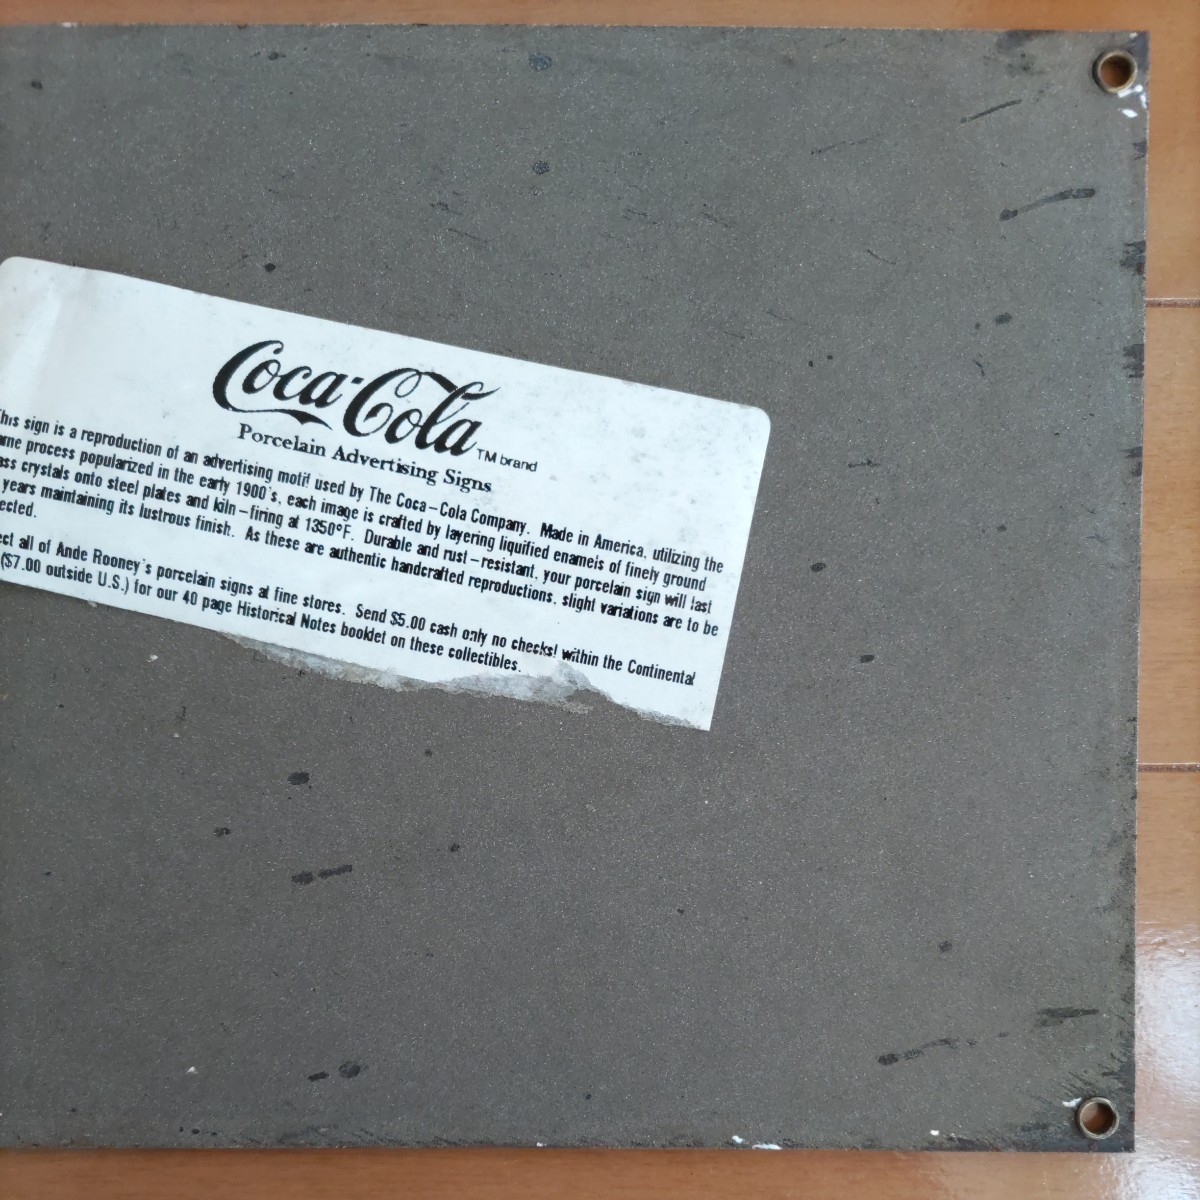 Coca-Cola TM brand
Porcelain Advertising Signs
his sign is a reproduction of an advertising motif used by The Coca-Cola Company. Made in America, utilizing the
me process popularized in the early 1900's, each image is crafted by layering liquified enamels of finely ground
ss crystals onto steel plates and kiln-firing at 1350°F. Durable and rust-resistant, your porcelain sign will last
years maintaining its lustrous finish. As these are authentic handcrafted reproductions, slight variations are to be
ected.
ect all of Ande Rooney's porcelain signs at fine stores. Send $5.00 cash only no checks! within the Continental
($7.00 outside U.S.) for our 40 page Historical Notes booklet on these collectibles.